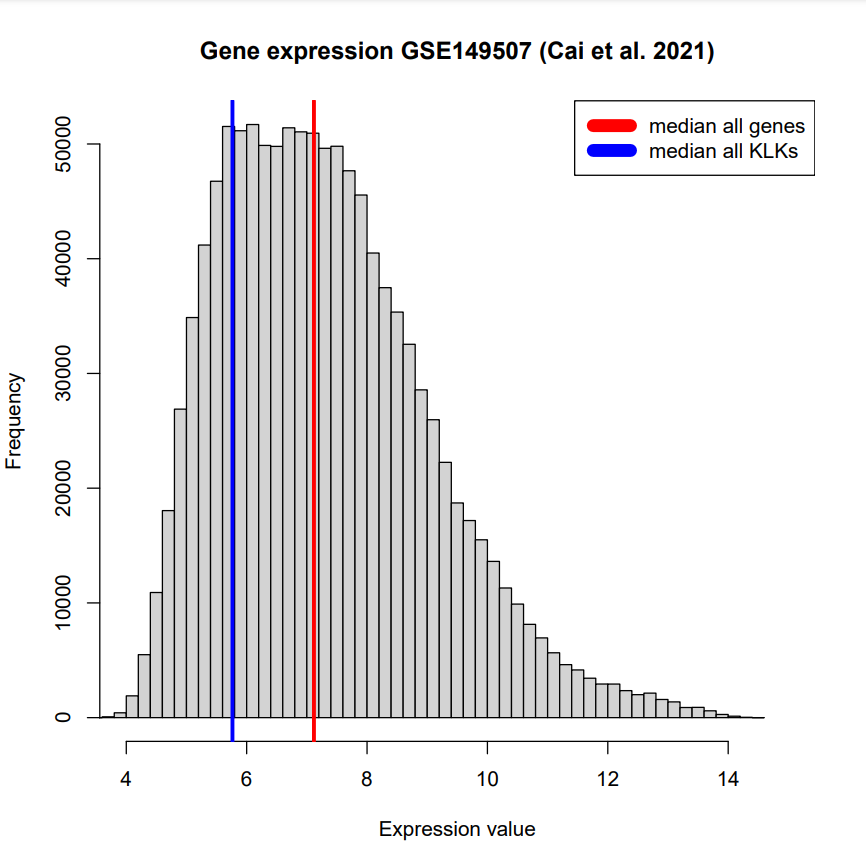 Gene expression GSE149507 (Cai et al. 2021)
median all genes
median all KLKs
50000
40000
30000
20000
10000
0
Frequency
4 6 8 10 12 14
Expression value